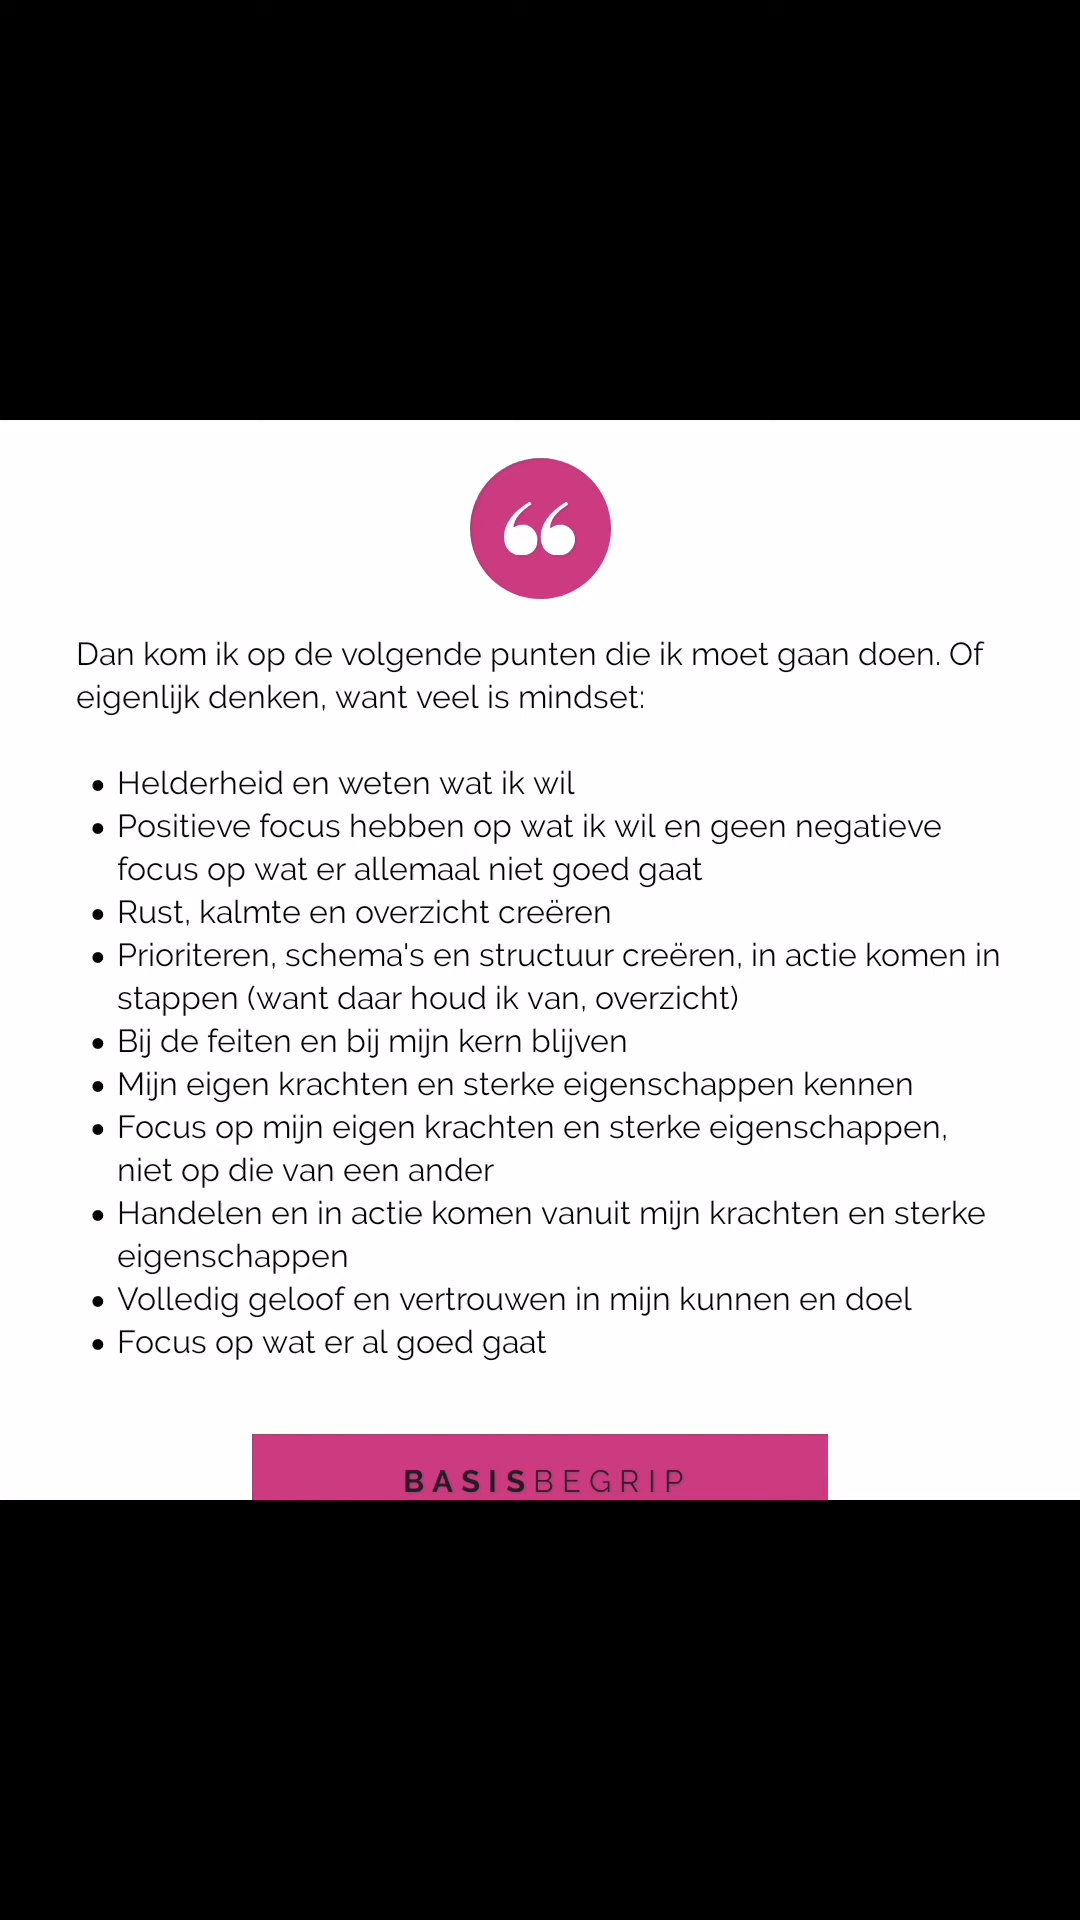 Dan kom ik op de volgende punten die ik moet gaan doen. Of
eigenlijk denken, want veel is mindset:
• Helderheid en weten wat ik wil
• Positieve focus hebben op wat ik wil en geen negatieve
focus op wat er allemaal niet goed gaat
• Rust, kalmte en overzicht creëren
• Prioriteren, schema's en structuur creëren, in actie komen in
stappen (want daar houd ik van, overzicht)
• Bij de feiten en bij mijn kern blijven
• Mijn eigen krachten en sterke eigenschappen kennen
• Focus op mijn eigen krachten en sterke eigenschappen,
niet op die van een ander
• Handelen en in actie komen vanuit mijn krachten en sterke
eigenschappen
• Volledig geloof en vertrouwen in mijn kunnen en doel
• Focus op wat er al goed gaat
BASISBEGRIP